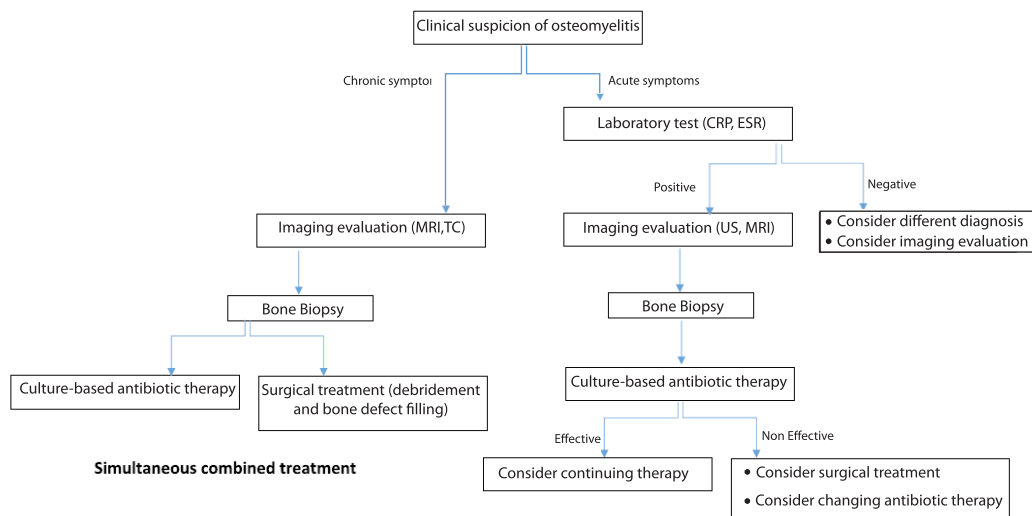 Clinical suspicion of osteomyelitis
Chronic sympto
Acute symptoms
Laboratory test (CRP, ESR)
Positive
Negative
Imaging evaluation (MRI,TC)
Imaging evaluation (US, MRI)
• Consider different diagnosis
• Consider imaging evaluation
Bone Biopsy
Bone Biopsy
Culture-based antibiotic therapy
Surgical treatment (debridement
and bone defect filling)
Culture-based antibiotic therapy
Effective
Non Effective
Simultaneous combined treatment
Consider continuing therapy
• Consider surgical treatment
• Consider changing antibiotic therapy